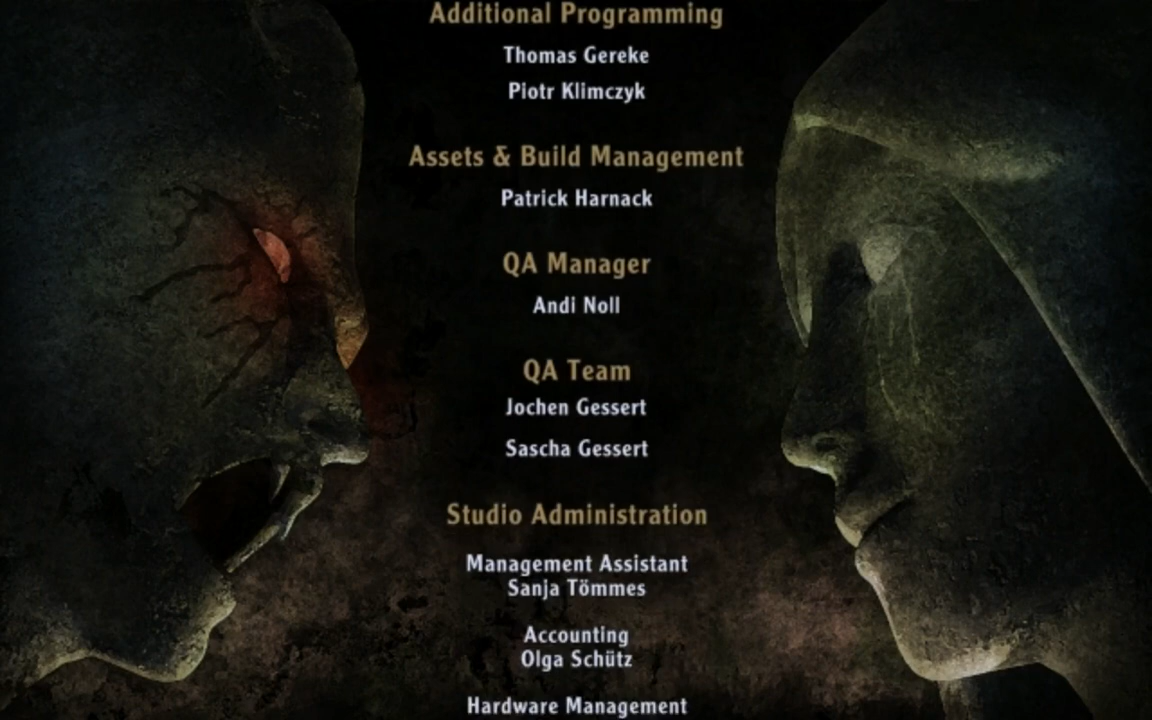 Additional Programming
Thomas Gereke
Piotr Klimczyk
Assets & Build Management
Patrick Harnack
QA Manager
Andi Noll
QA Team
Jochen Gessert
Sascha Gessert
Studio Administration
Management Assistant
Sanja Tömmes
Accounting
Olga Schütz
Hardware Management